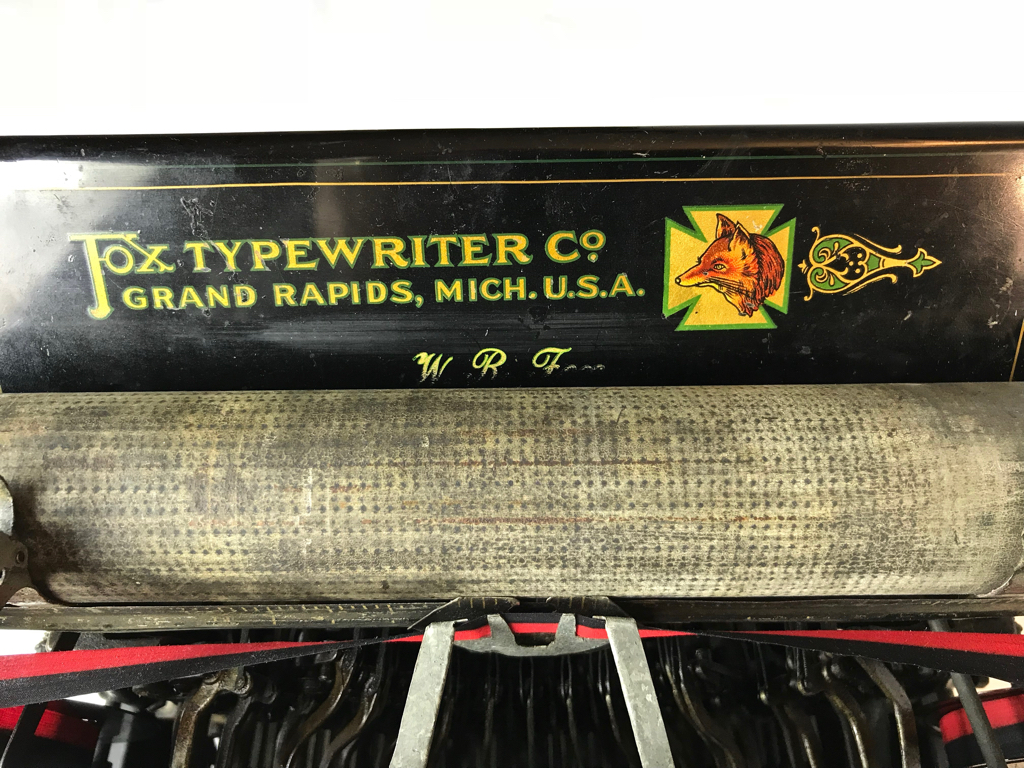 FOX TYPEWRITER Cº
GRAND RAPIDS, MICH. U.S.A.
W. R.